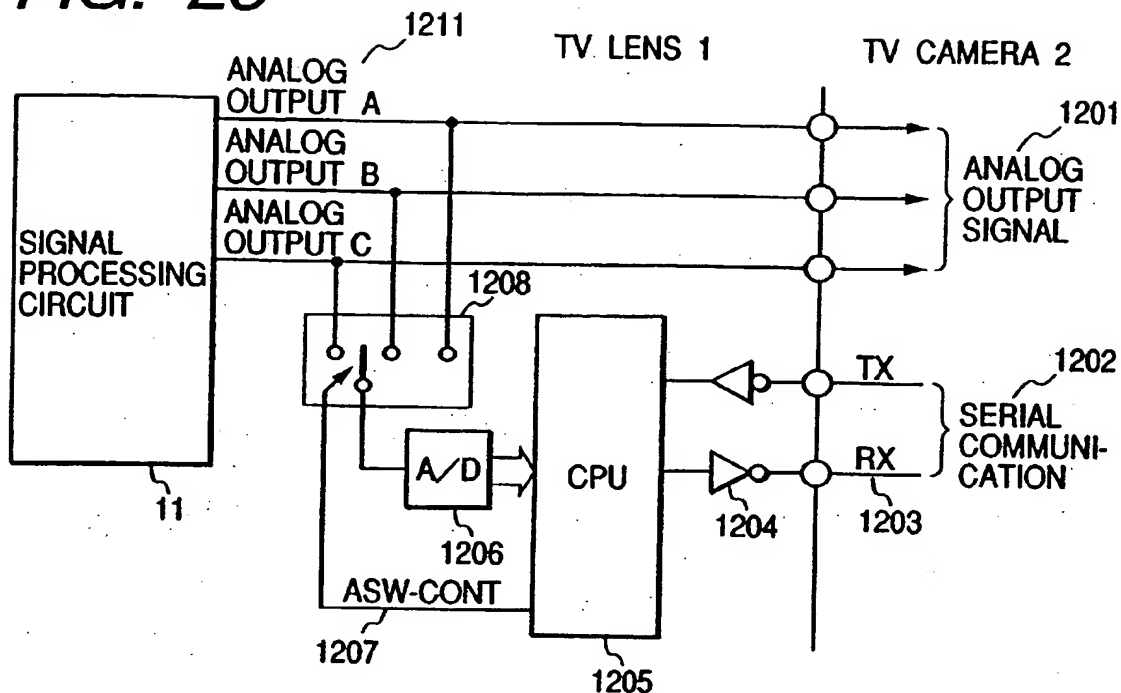 1211
TV LENS 1
TV CAMERA 2
ANALOG
OUTPUT A
ANALOG
OUTPUT B
ANALOG
OUTPUT C
1201
ANALOG
OUTPUT
SIGNAL
SIGNAL
PROCESSING
CIRCUIT
1208
TX
1202
SERIAL
COMMUNI-
CATION
A/D
CPU
RX
11
1206
1204
1203
ASW-CONT
1207
1205